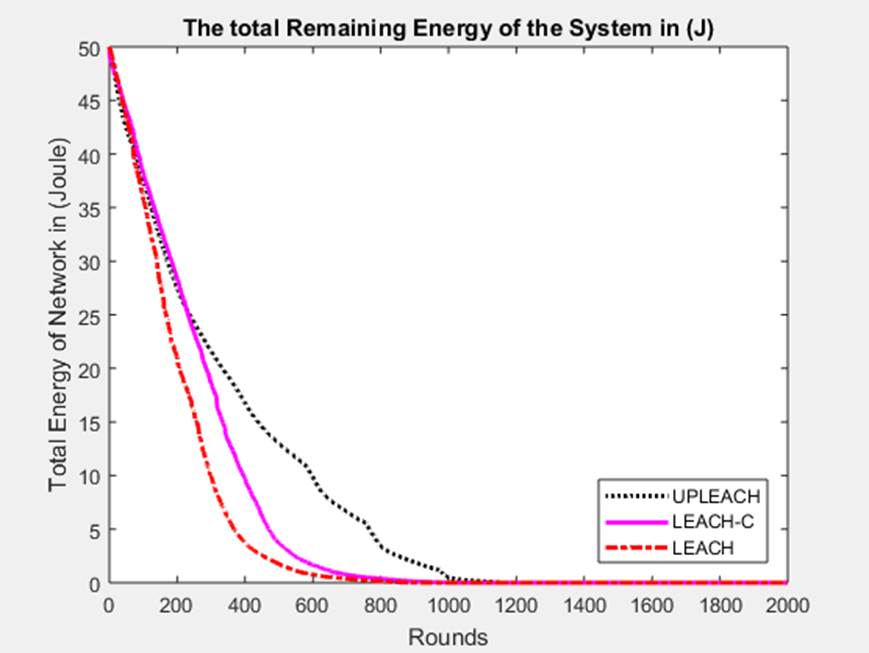 The total Remaining Energy of the System in (J)
Total Energy of Network in (Joule)
50
45
40
35
30
25
20
15
10
5
0
UPLEACH
LEACH-C
LEACH
0 200 400 600 800 1000 1200 1400 1600 1800 2000
Rounds